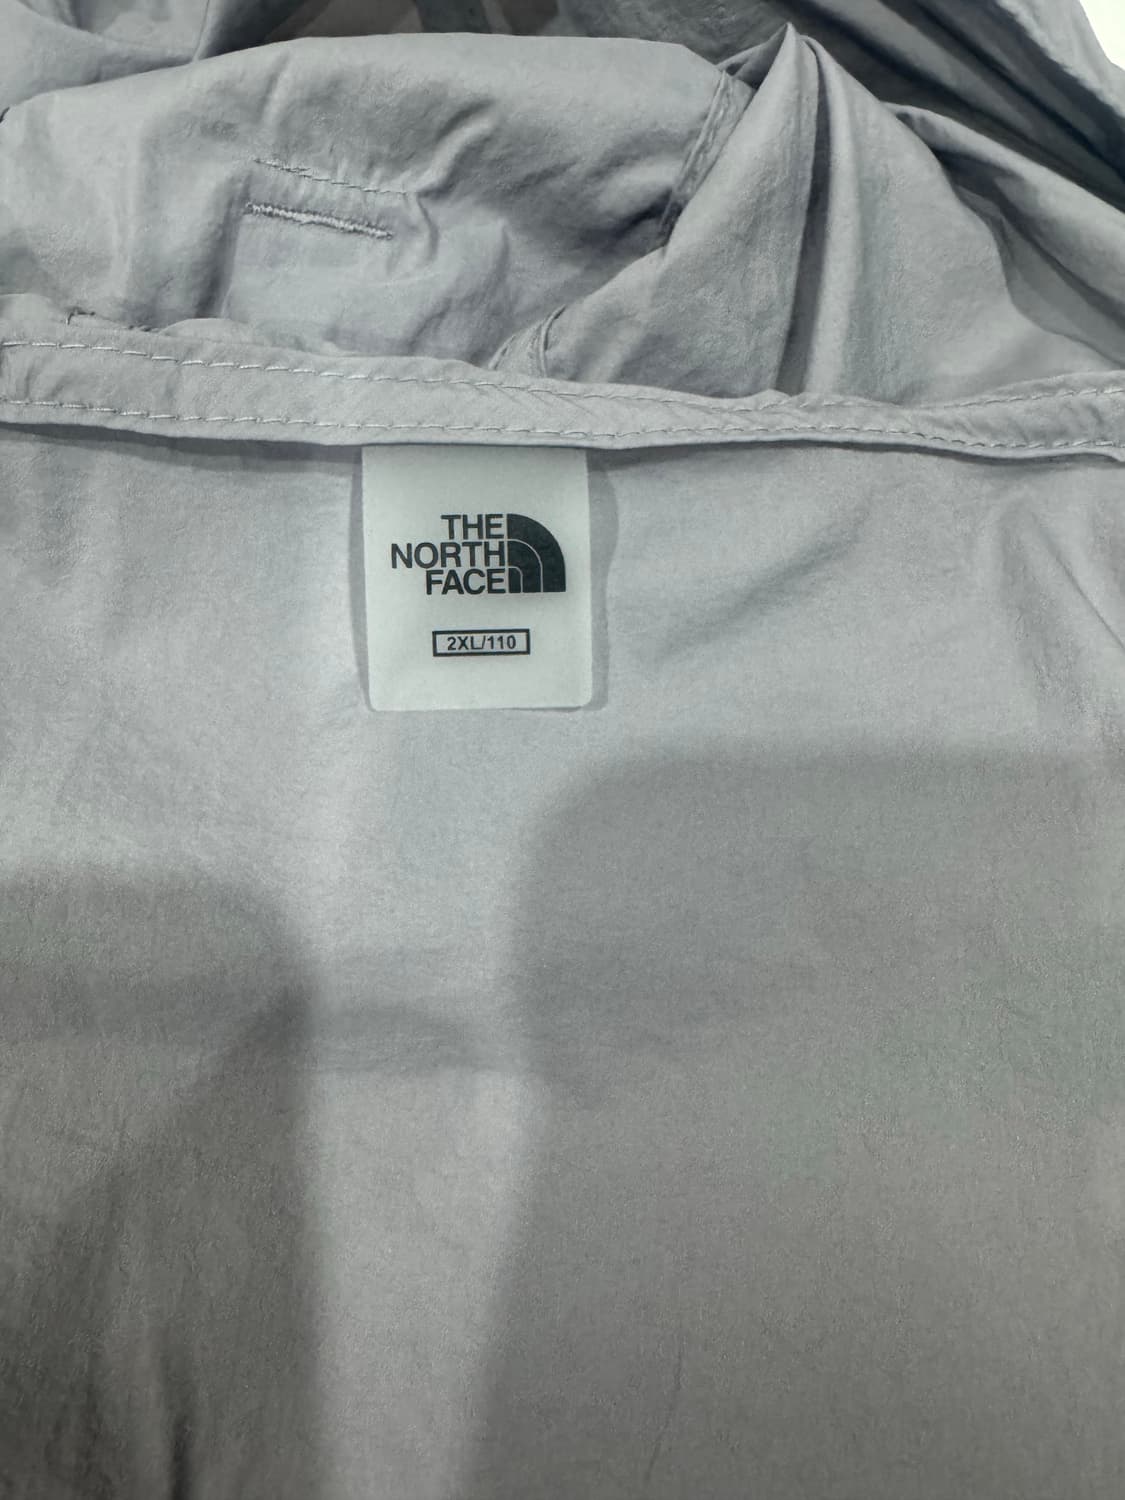 THE
NORTH
FACE
2XL/110